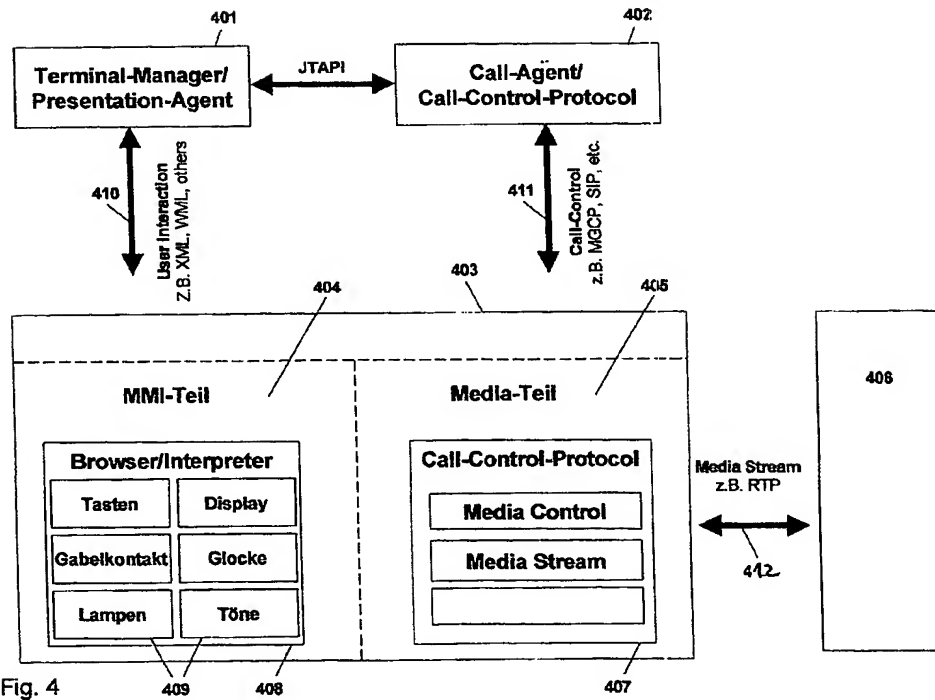 401
402
Terminal-Manager/
Presentation-Agent
JTAPI
Call-Agent/
Call-Control-Protocol
410
User Interaction
Z.B. XML, WML, others
411
Call-Control
z.B. MGCP, SIP, etc.
403
404
405
406
MMI-Teil
Media-Teil
Browser/Interpreter
Tasten
Display
Gabelkontakt
Glocke
Lampen
Töne
Call-Control-Protocol
Media Control
Media Stream
Media Stream
z.B. RTP
412
Fig. 4
409
408
407